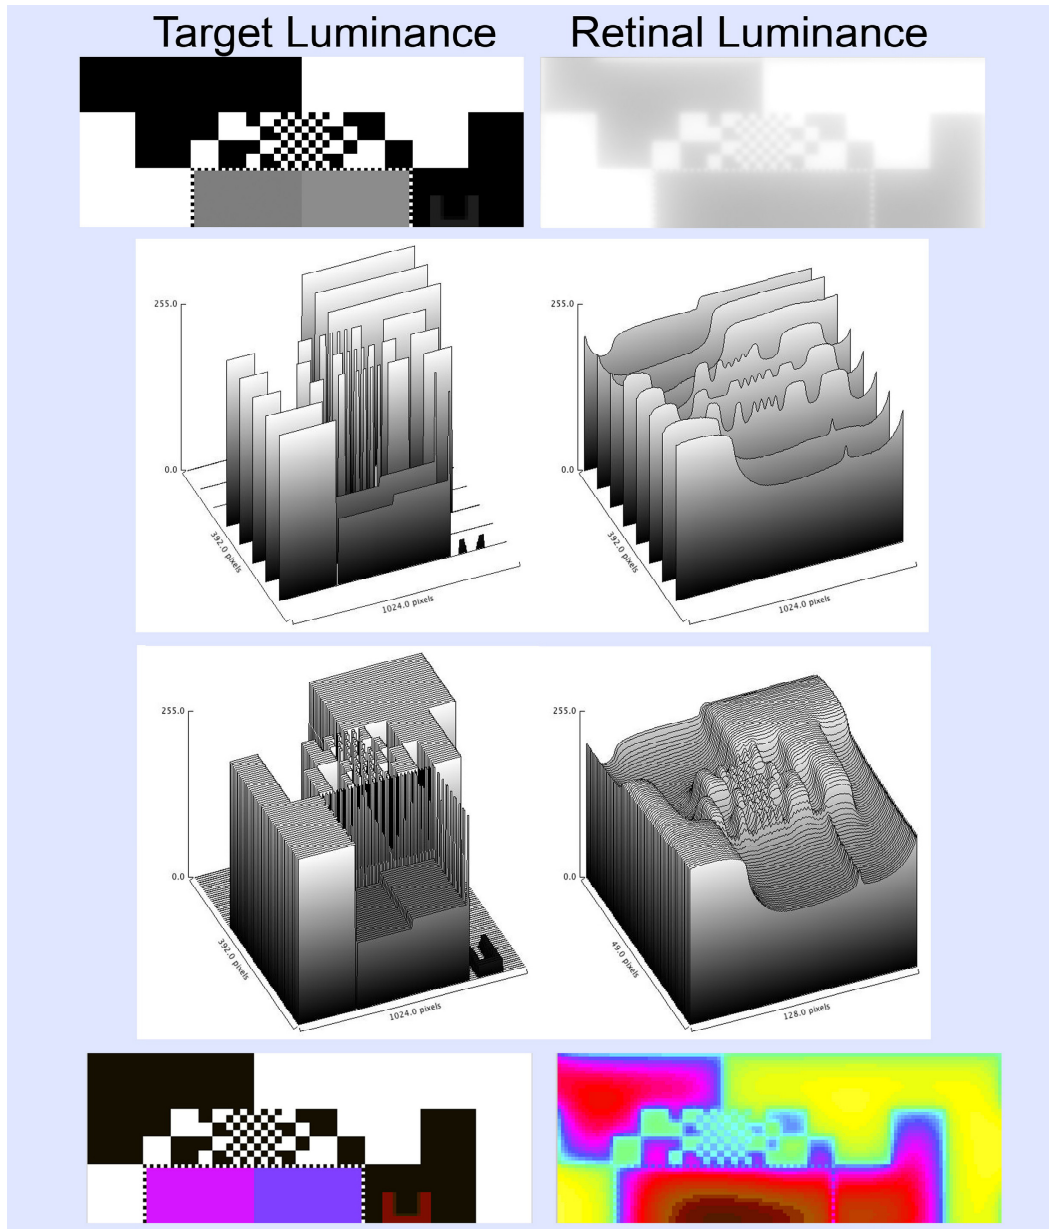 Target Luminance
Retinal Luminance
255.0
0.0
392.0 pixels
1024.0 pixels
255.0
0.0
392.0 pixels
1024.0 pixels
255.0
0.0
392.0 pixels
1024.0 pixels
255.0
0.0
49.0 pixels
128.0 pixels